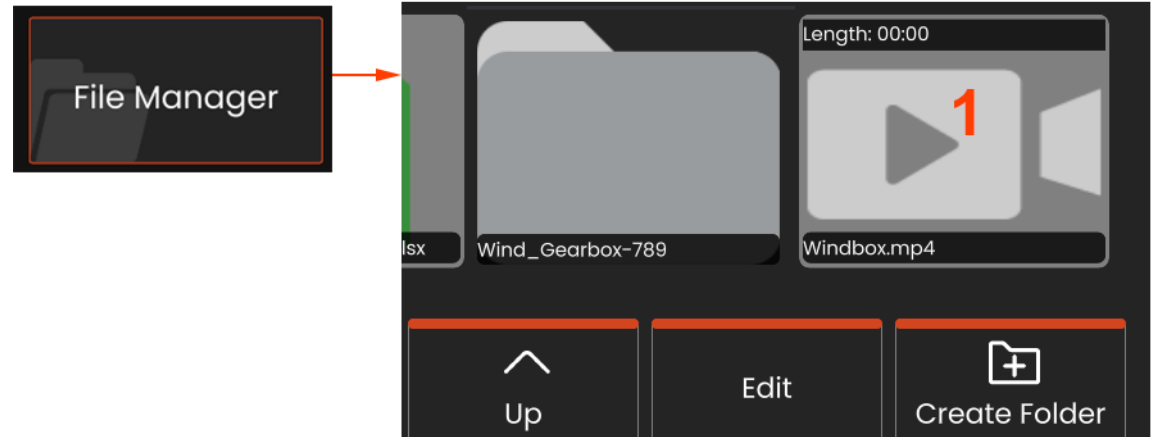 File Manager
Length: 00:00
1
lsx
Wind_Gearbox-789
Windbox.mp4
Up
Edit
Create Folder